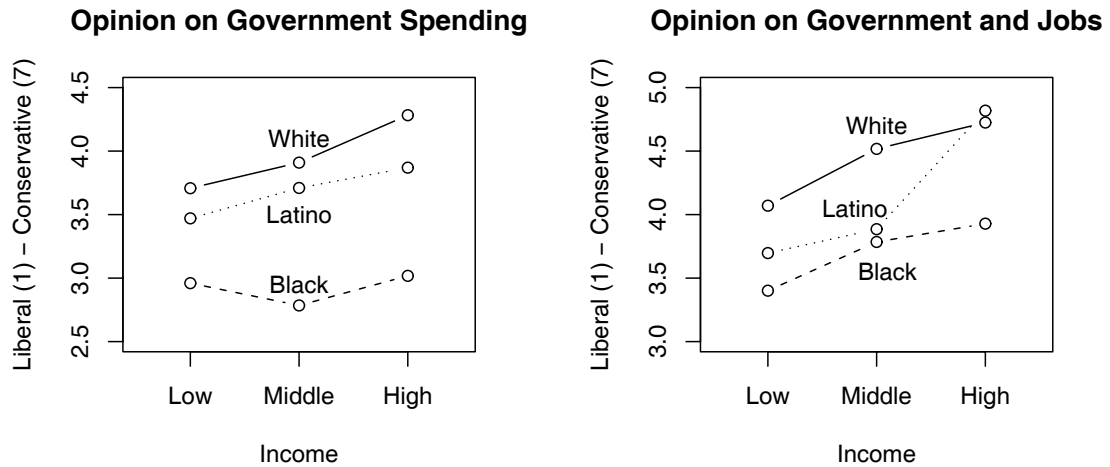 Opinion on Government Spending
Liberal (1) – Conservative (7)
4.5
4.0
3.5
3.0
2.5
White
Latino
Black
Low Middle High
Income
Opinion on Government and Jobs
Liberal (1) – Conservative (7)
5.0
4.5
4.0
3.5
3.0
White
Latino
Black
Low Middle High
Income